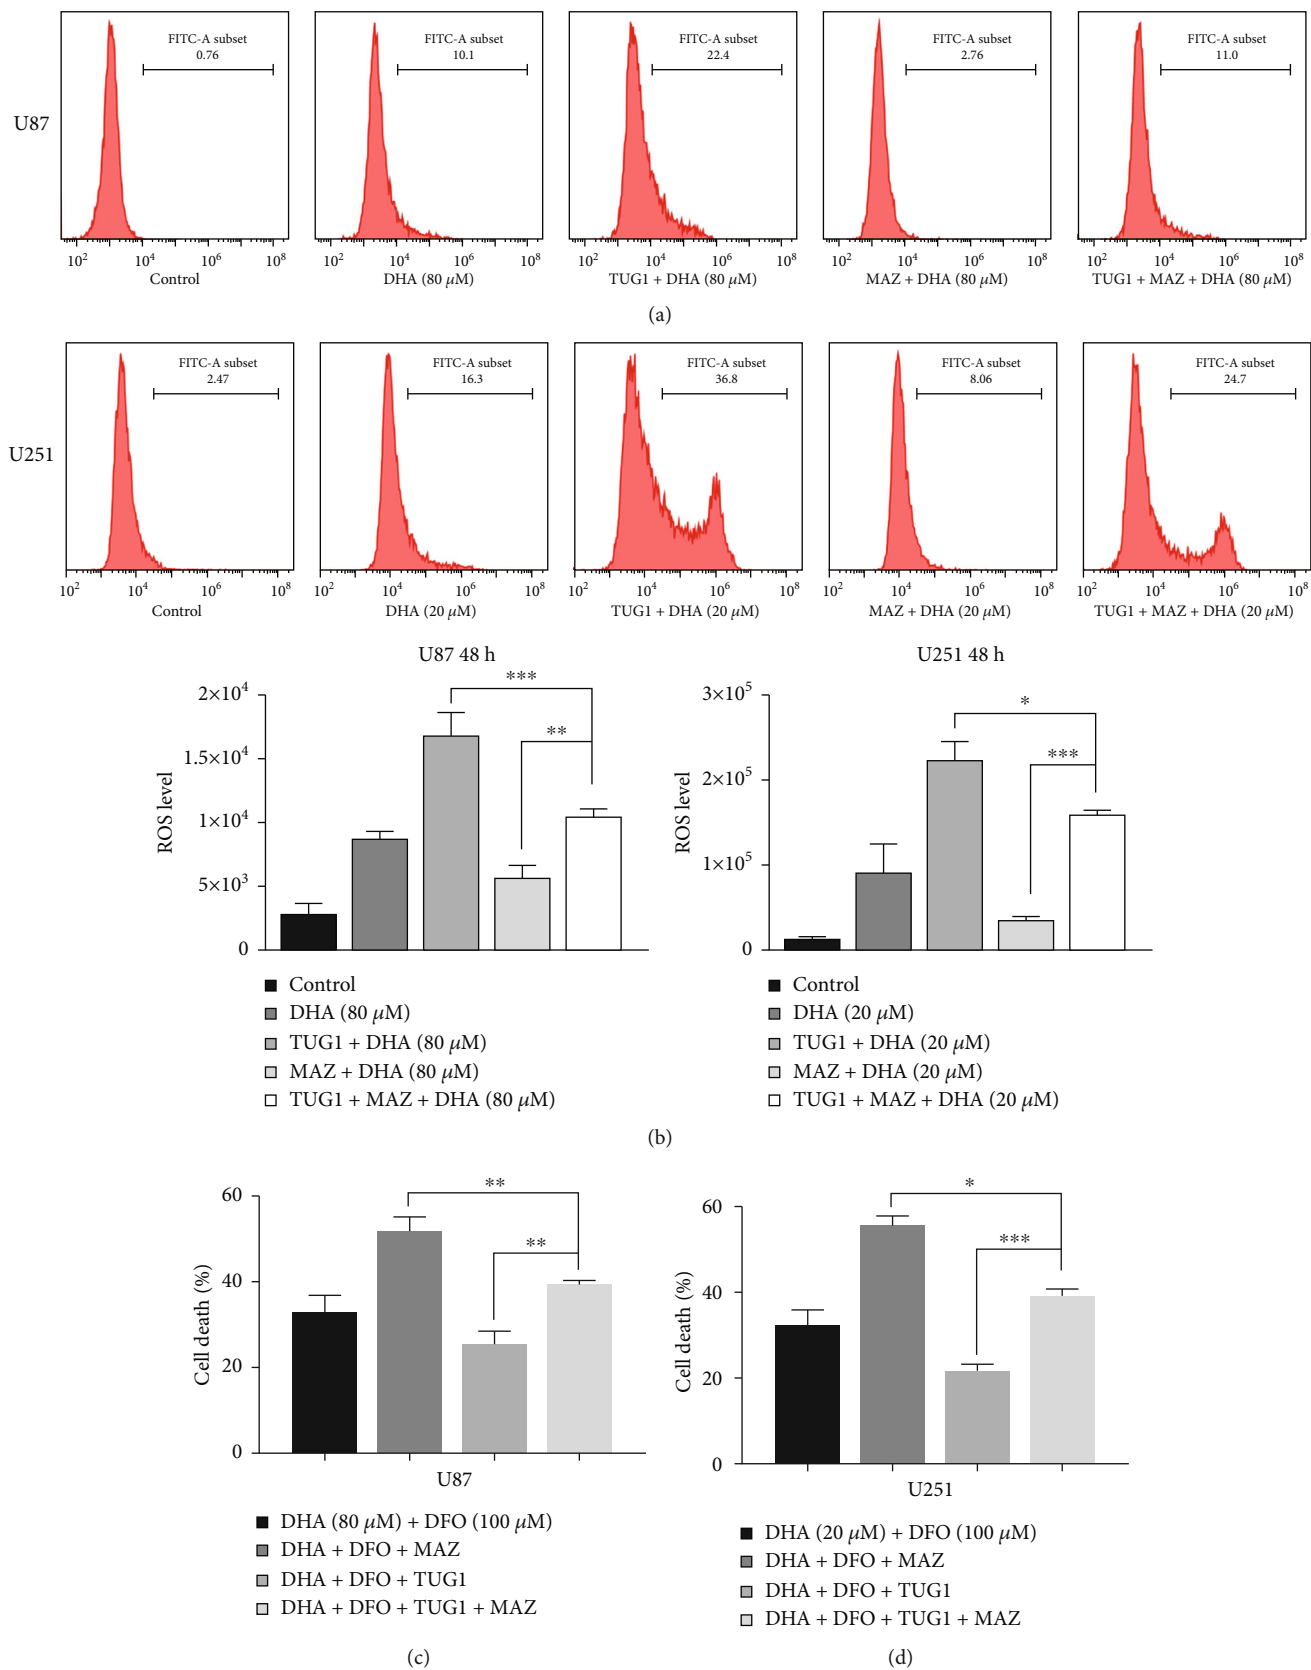 FITC-A subset
0.76
FITC-A subset
10.1
FITC-A subset
22.4
FITC-A subset
2.76
FITC-A subset
11.0
U87
10² 10⁴ 10⁶ 10⁸
10² 10⁴ 10⁶ 10⁸
10² 10⁴ 10⁶ 10⁸
10² 10⁴ 10⁶ 10⁸
10² 10⁴ 10⁶ 10⁸
Control
DHA (80 μM)
TUG1 + DHA (80 μM)
MAZ + DHA (80 μM)
TUG1 + MAZ + DHA (80 μM)
(a)
FITC-A subset
2.47
FITC-A subset
16.3
FITC-A subset
36.8
FITC-A subset
8.06
FITC-A subset
24.7
U251
10² 10⁴ 10⁶ 10⁸
10² 10⁴ 10⁶ 10⁸
10² 10⁴ 10⁶ 10⁸
10² 10⁴ 10⁶ 10⁸
10² 10⁴ 10⁶ 10⁸
Control
DHA (20 μM)
TUG1 + DHA (20 μM)
MAZ + DHA (20 μM)
TUG1 + MAZ + DHA (20 μM)
U87 48 h
ROS level
2×10⁴
1.5×10⁴
1×10⁴
5×10³
0
***
**
Control
DHA (80 μM)
TUG1 + DHA (80 μM)
MAZ + DHA (80 μM)
TUG1 + MAZ + DHA (80 μM)
U251 48 h
ROS level
3×10⁵
2×10⁵
1×10⁵
0
*
***
Control
DHA (20 μM)
TUG1 + DHA (20 μM)
MAZ + DHA (20 μM)
TUG1 + MAZ + DHA (20 μM)
(b)
Cell death (%)
60
40
20
0
**
**
U87
DHA (80 μM) + DFO (100 μM)
DHA + DFO + MAZ
DHA + DFO + TUG1
DHA + DFO + TUG1 + MAZ
(c)
Cell death (%)
60
40
20
0
*
***
U251
DHA (20 μM) + DFO (100 μM)
DHA + DFO + MAZ
DHA + DFO + TUG1
DHA + DFO + TUG1 + MAZ
(d)